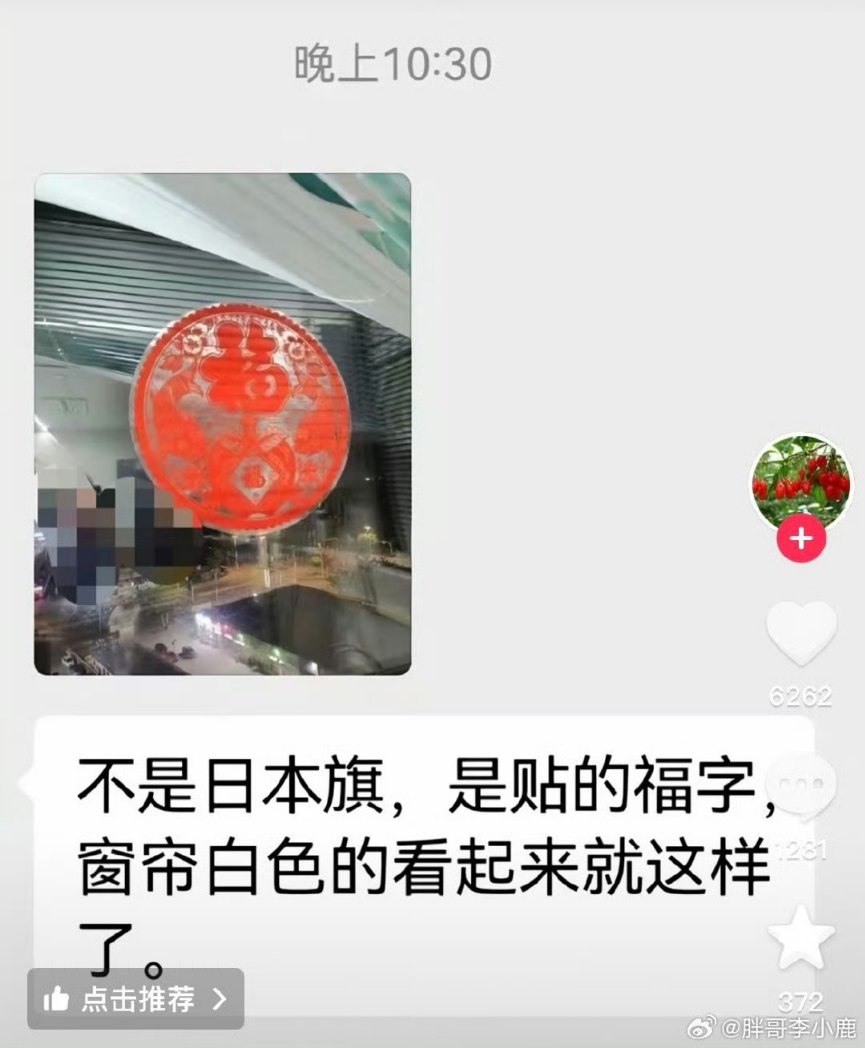 晚上10:30
喜
6262
不是日本旗，是贴的福字，
窗帘白色的看起来就这样
了。
1281
372
点击推荐
@胖哥李小鹿